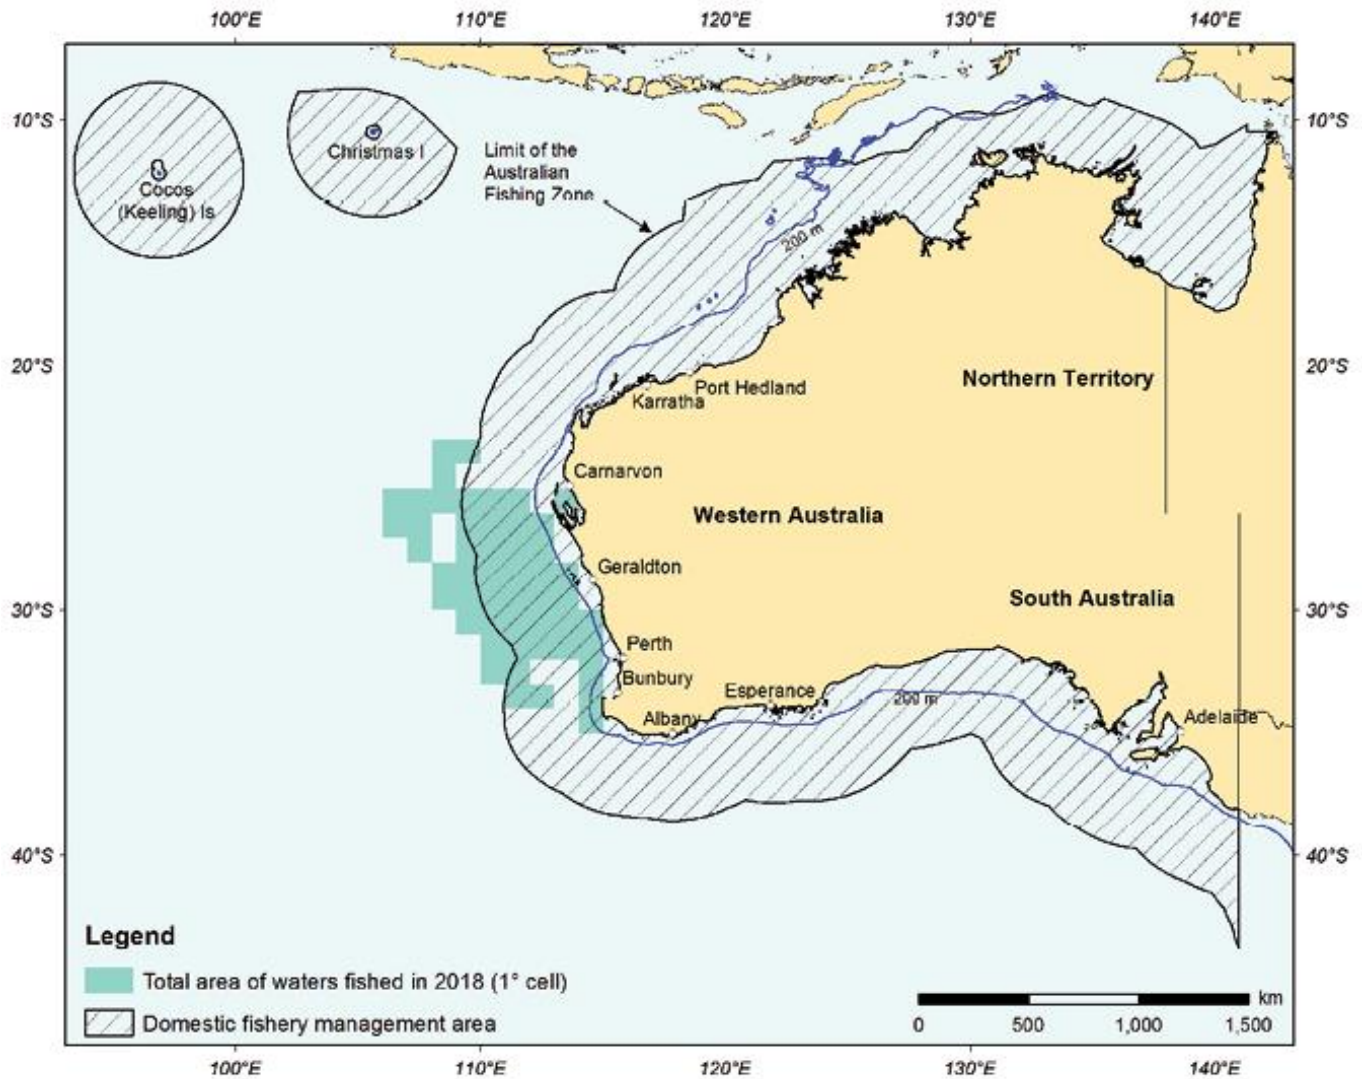 100°E 110°E 120°E 130°E 140°E
10°S 10°S
Christmas I
Limit of the
Australian
Fishing Zone
Cocos
(Keeling) Is
200 m
20°S 20°S
Northern Territory
Port Hedland
Karratha
Carnarvon
Western Australia
Geraldton
South Australia
30°S 30°S
Perth
Bunbury
Esperance
200 m
Albany
Adelaide
40°S 40°S
Legend
Total area of waters fished in 2018 (1° cell)
Domestic fishery management area
km
0 500 1,000 1,500
100°E 110°E 120°E 130°E 140°E